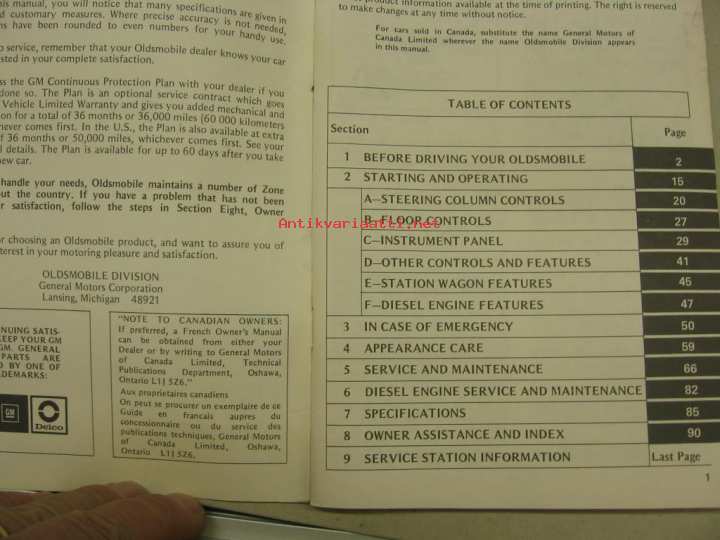 this manual, you will notice that many specifications are given in
d customary measures. Where precise accuracy is not needed,
ns have been rounded to even numbers for your handy use.
o service, remember that your Oldsmobile dealer knows your car
ested in your complete satisfaction.
ss the GM Continuous Protection Plan with your dealer if you
done so. The Plan is an optional service contract which goes
Vehicle Limited Warranty and gives you added mechanical and
on for a total of 36 months or 36,000 miles (60 000 kilometers
never comes first. In the U.S., the Plan is also available at extra
f 36 months or 50,000 miles, whichever comes first. See your
l details. The Plan is available for up to 60 days after you take
new car.
handle your needs, Oldsmobile maintains a number of Zone
out the country. If you have a problem that has not been
r satisfaction, follow the steps in Section Eight, Owner
or choosing an Oldsmobile product, and want to assure you of
terest in your motoring pleasure and satisfaction.
OLDSMOBILE DIVISION
General Motors Corporation
Lansing, Michigan 48921
NUING SATIS-
KEEP YOUR GM
GM. GENERAL
PARTS ARE
D BY ONE OF
DEMARKS:
GM
Delco
"NOTE TO CANADIAN OWNERS:
If preferred, a French Owner's Manual
can be obtained from either your
Dealer or by writing to General Motors
of Canada Limited, Technical
Publications Department, Oshawa,
Ontario L1J 5Z6."
Aux proprietaires canadiens
On peut se procurer un exemplaire de ce
Guide en francais aupres du
concessionnaire ou du service des
publications techniques, General Motors
of Canada Limited, Oshawa,
Ontario L1J 5Z6.
product information available at the time of printing. The right is reserved
to make changes at any time without notice.
For cars sold in Canada, substitute the name General Motors of
Canada Limited wherever the name Oldsmobile Division appears
in this manual.
TABLE OF CONTENTS
Section Page
1 BEFORE DRIVING YOUR OLDSMOBILE 2
2 STARTING AND OPERATING 15
A—STEERING COLUMN CONTROLS 20
B—FLOOR CONTROLS 27
C—INSTRUMENT PANEL 29
D—OTHER CONTROLS AND FEATURES 41
E—STATION WAGON FEATURES 45
F—DIESEL ENGINE FEATURES 47
3 IN CASE OF EMERGENCY 50
4 APPEARANCE CARE 59
5 SERVICE AND MAINTENANCE 66
6 DIESEL ENGINE SERVICE AND MAINTENANCE 82
7 SPECIFICATIONS 85
8 OWNER ASSISTANCE AND INDEX 90
9 SERVICE STATION INFORMATION Last Page
1
Antikvariaatti.net